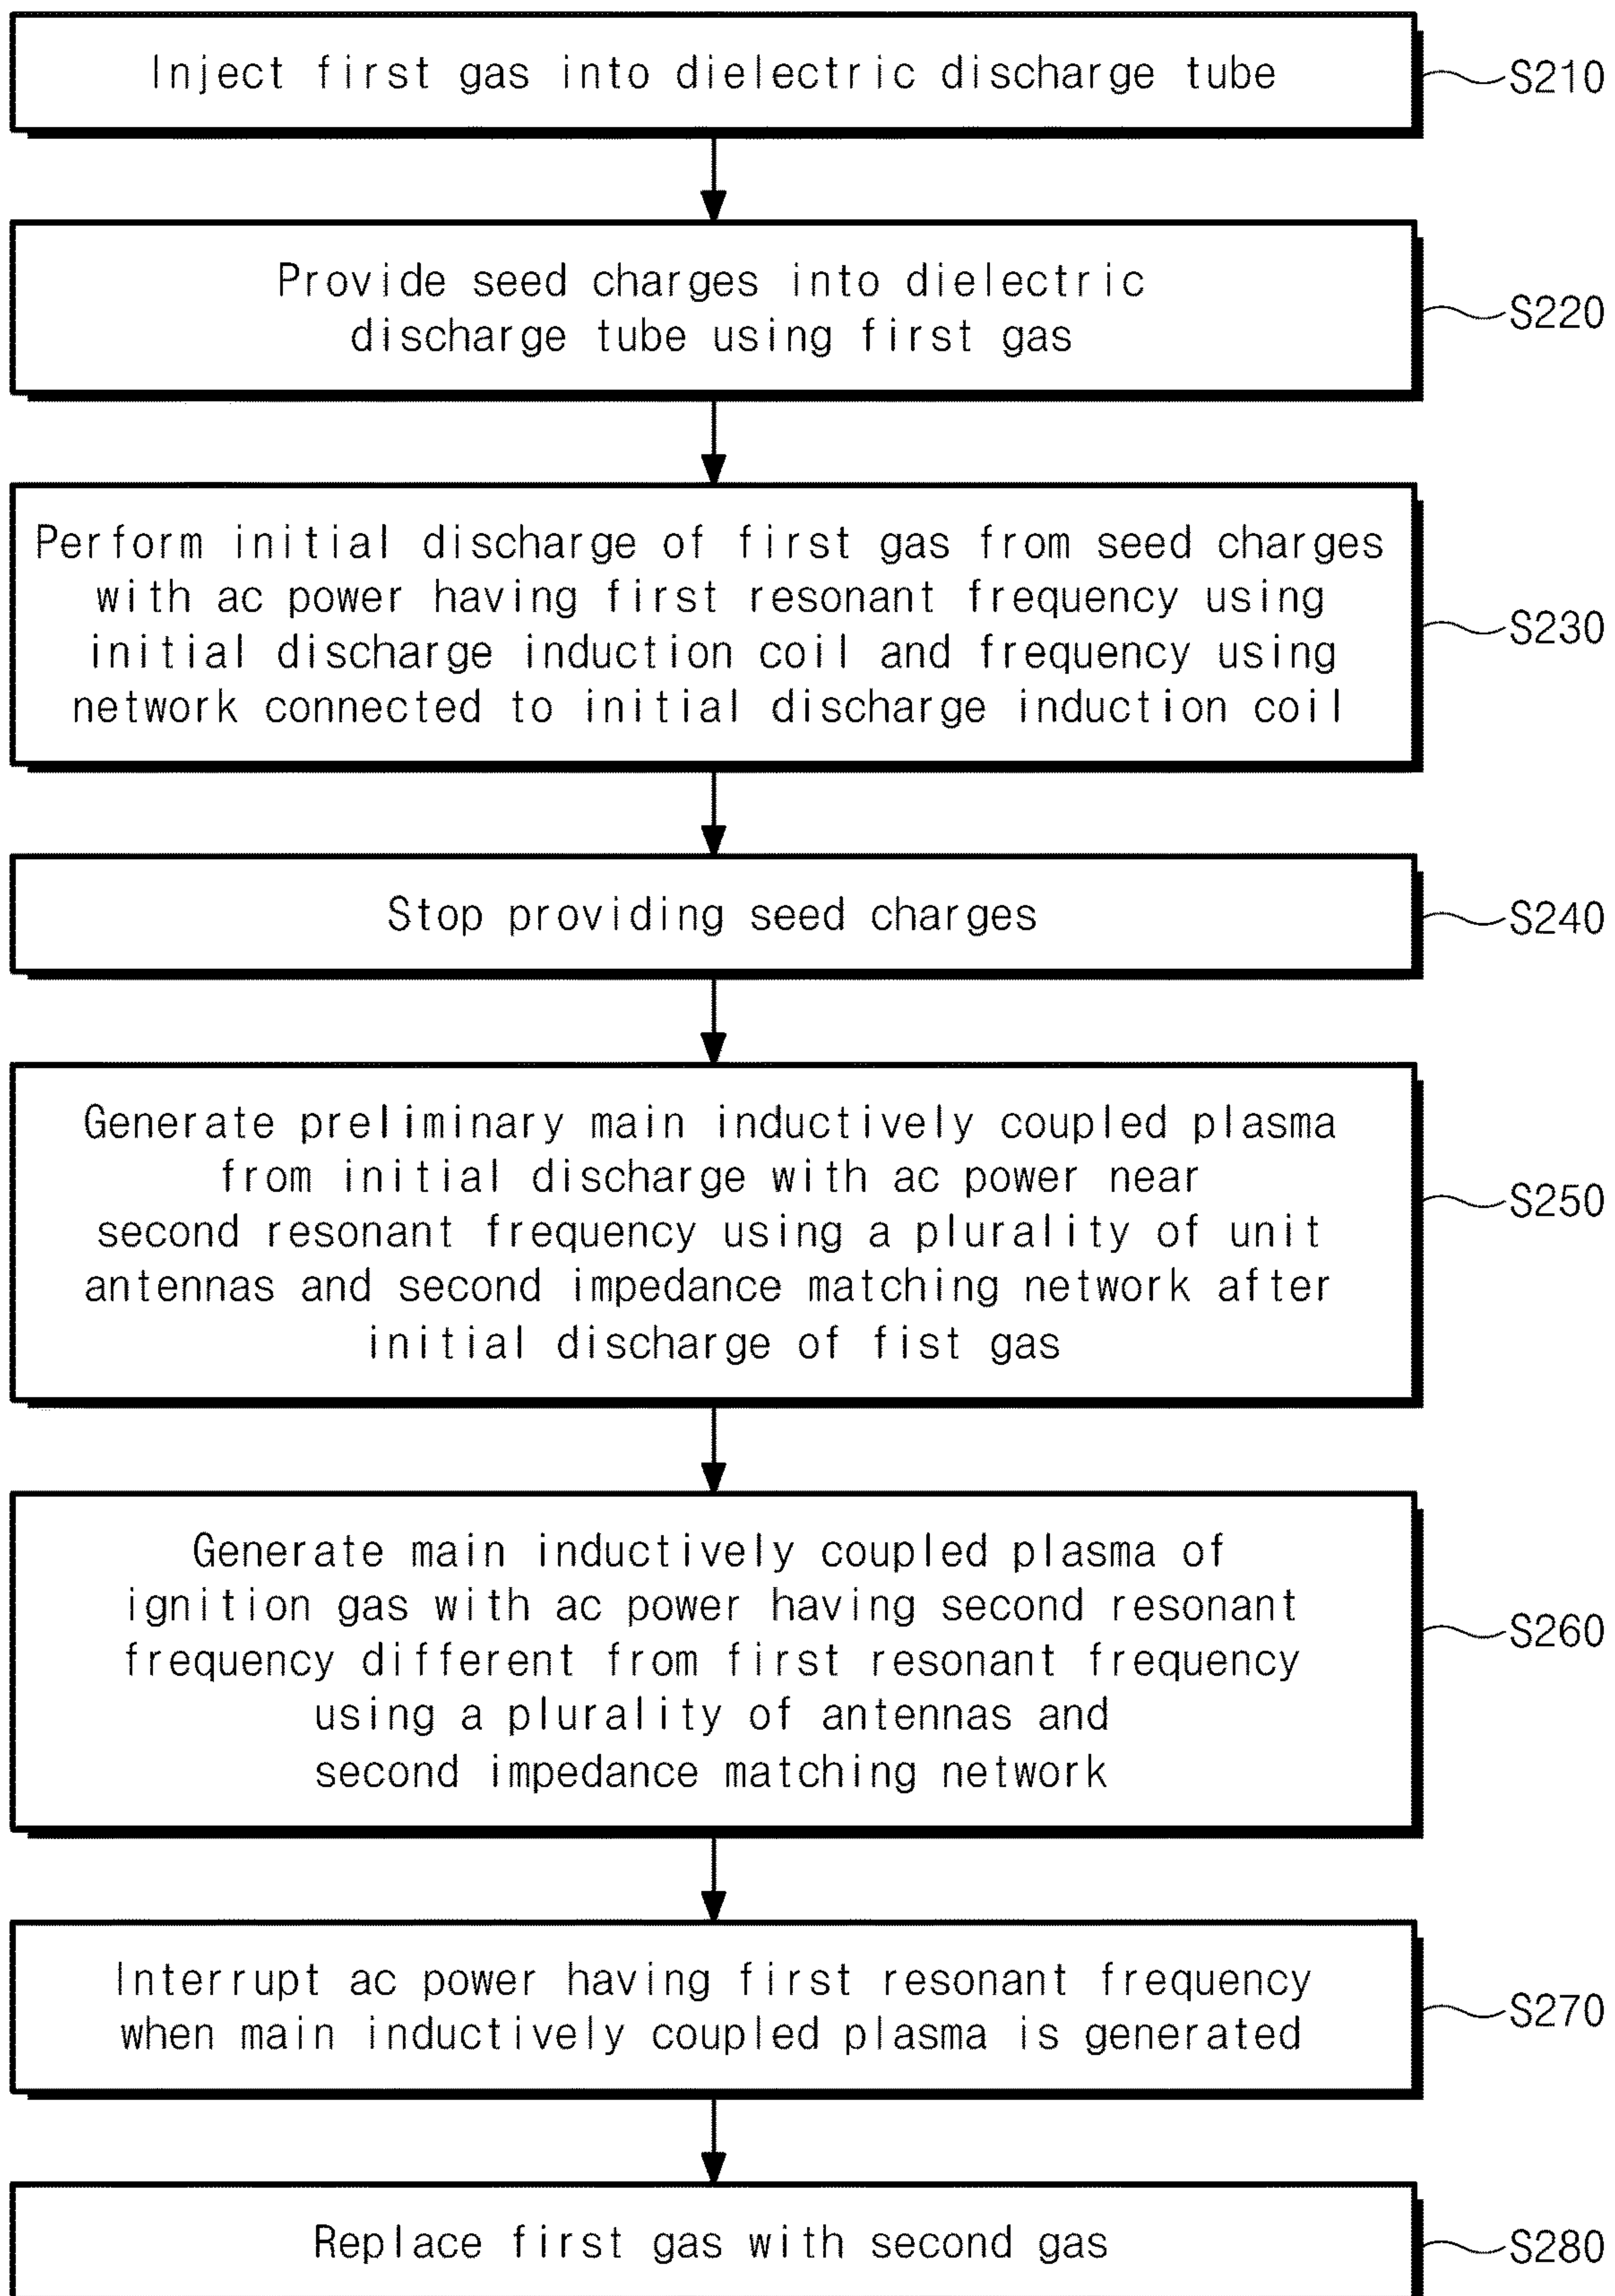 Inject first gas into dielectric discharge tube
S210
Provide seed charges into dielectric
discharge tube using first gas
S220
Perform initial discharge of first gas from seed charges
with ac power having first resonant frequency using
initial discharge induction coil and frequency using
network connected to initial discharge induction coil
S230
Stop providing seed charges
S240
Generate preliminary main inductively coupled plasma
from initial discharge with ac power near
second resonant frequency using a plurality of unit
antennas and second impedance matching network after
initial discharge of fist gas
S250
Generate main inductively coupled plasma of
ignition gas with ac power having second resonant
frequency different from first resonant frequency
using a plurality of antennas and
second impedance matching network
S260
Interrupt ac power having first resonant frequency
when main inductively coupled plasma is generated
S270
Replace first gas with second gas
S280